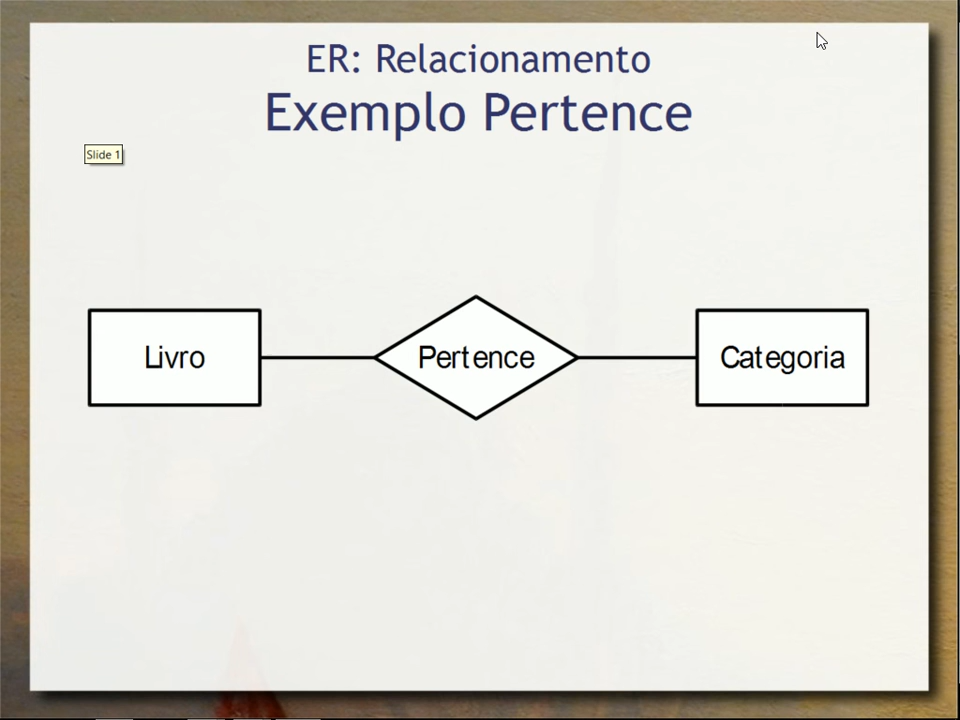 ER: Relacionamento
Exemplo Pertence
Slide 1
Livro
Pertence
Categoria